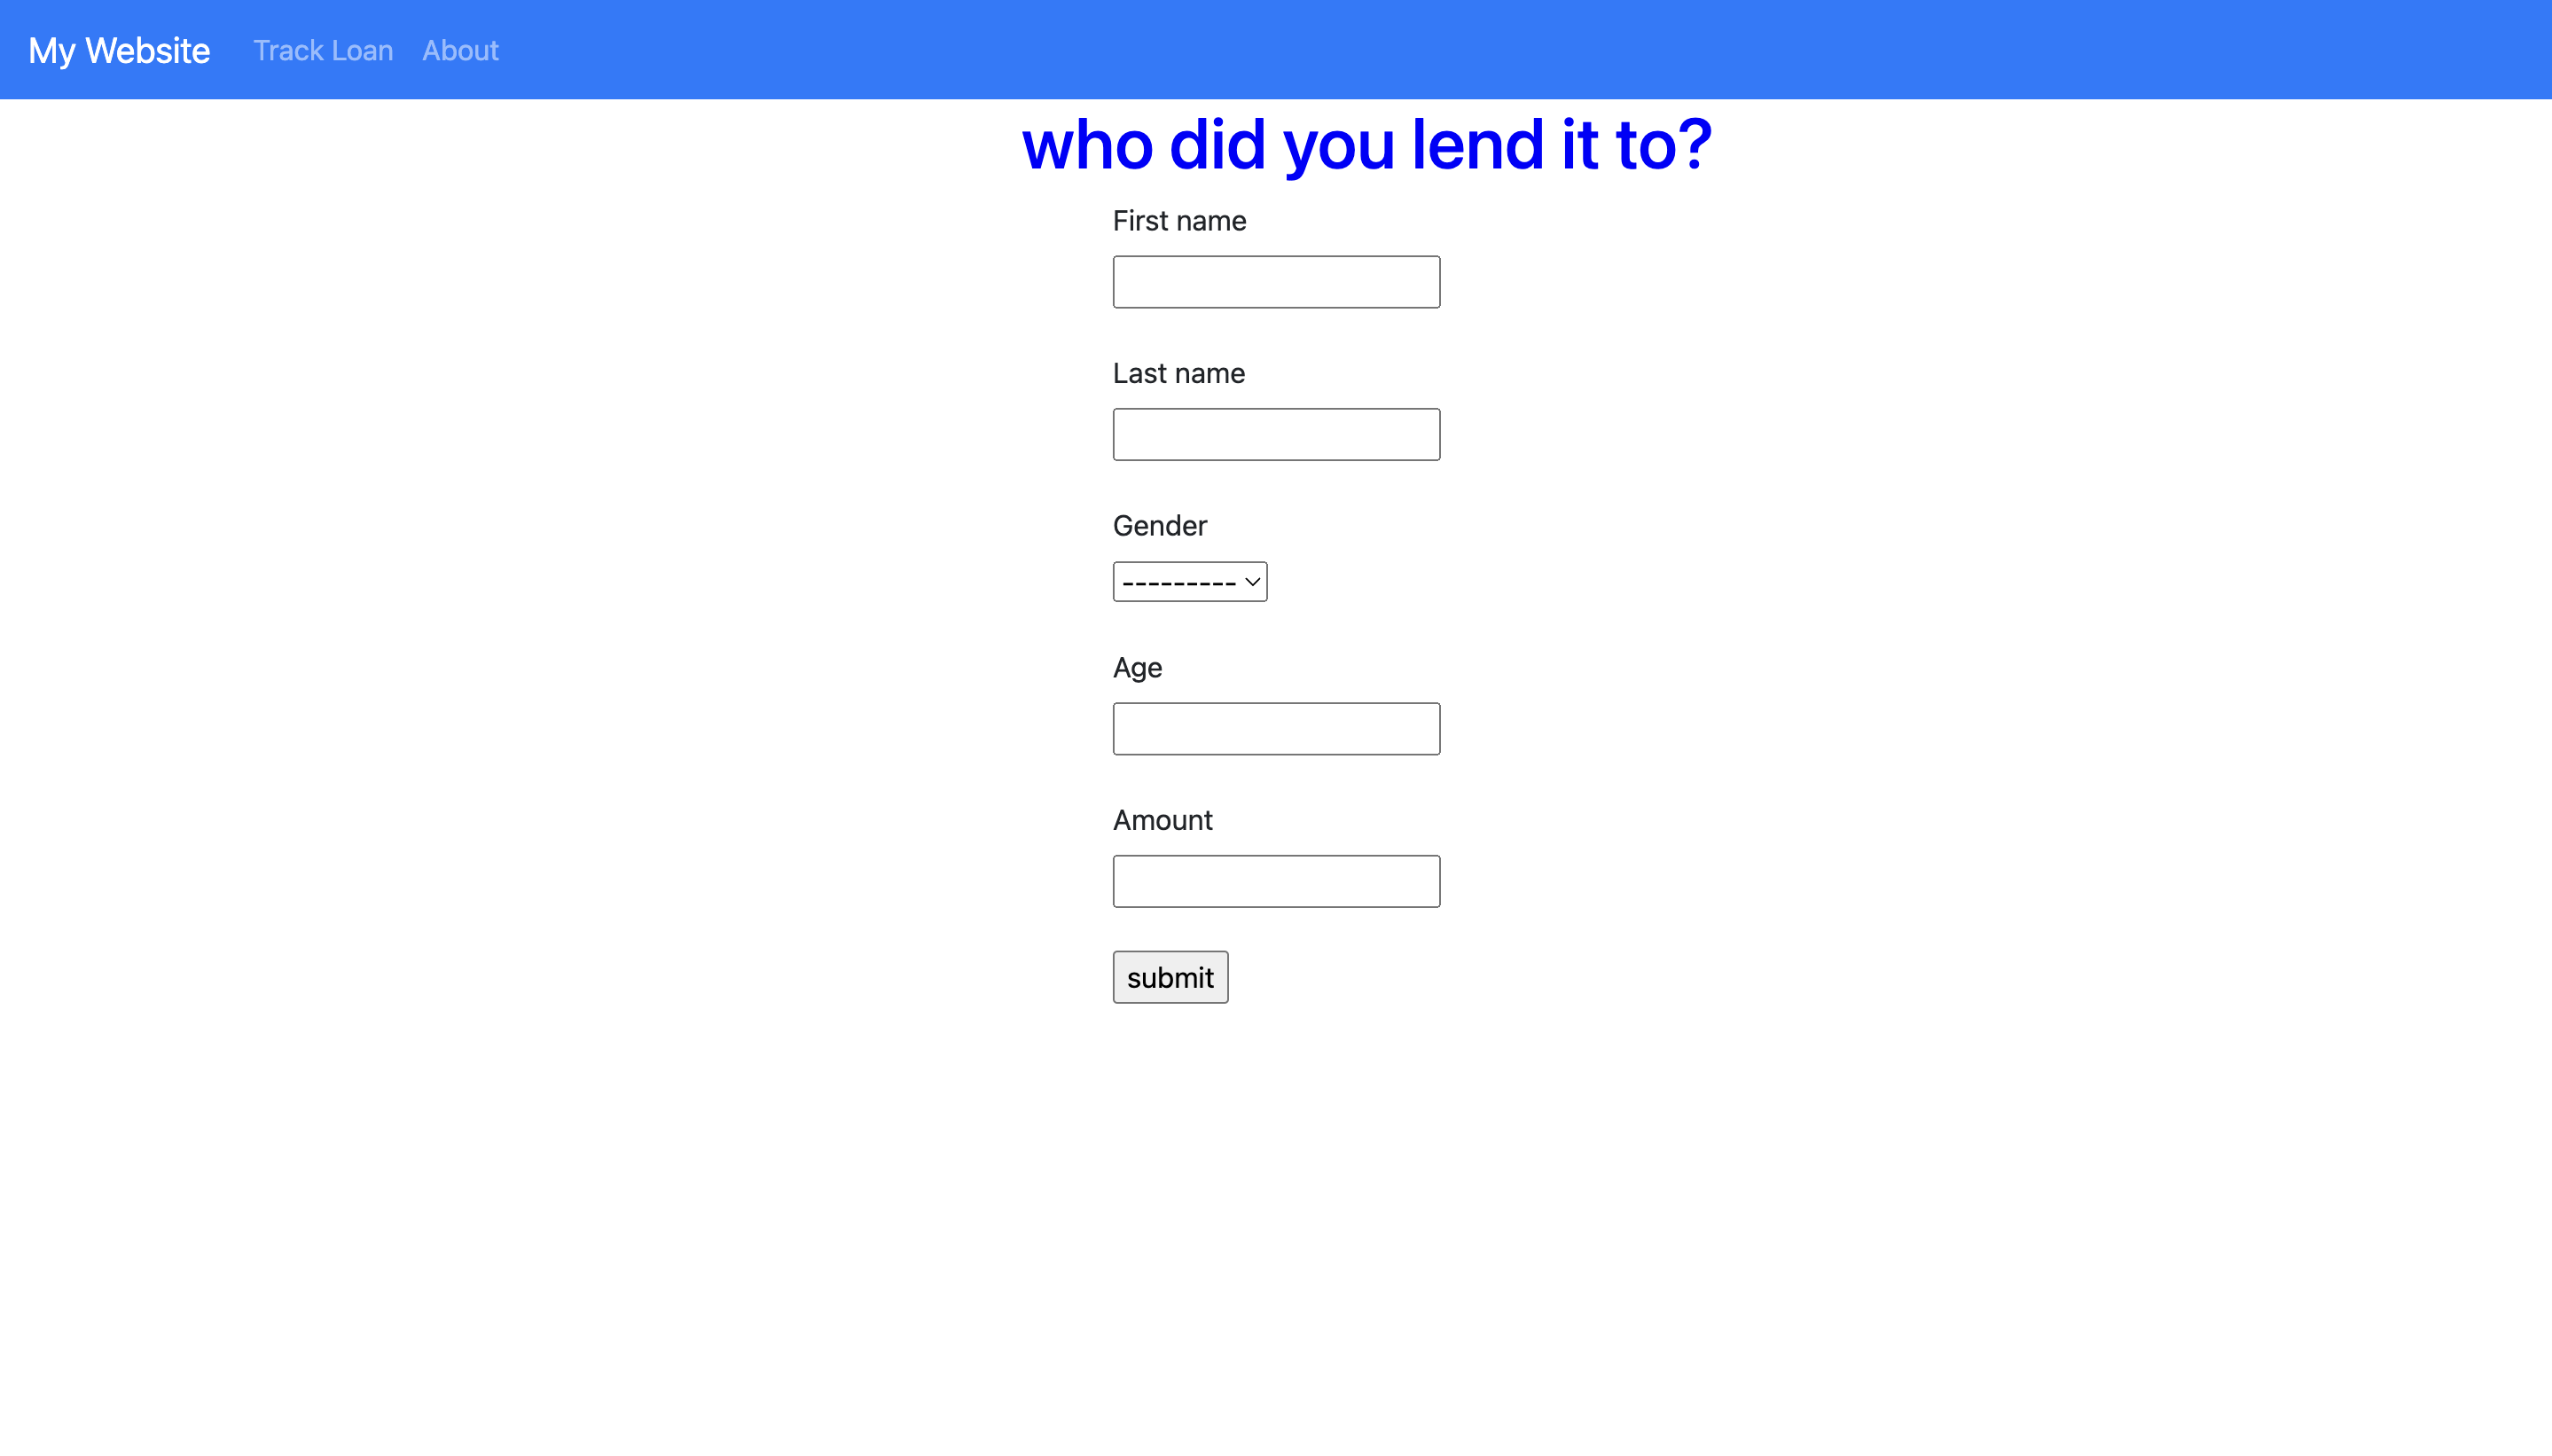 My Website Track Loan About
who did you lend it to?
First name
Last name
Gender
---------
Age
Amount
submit